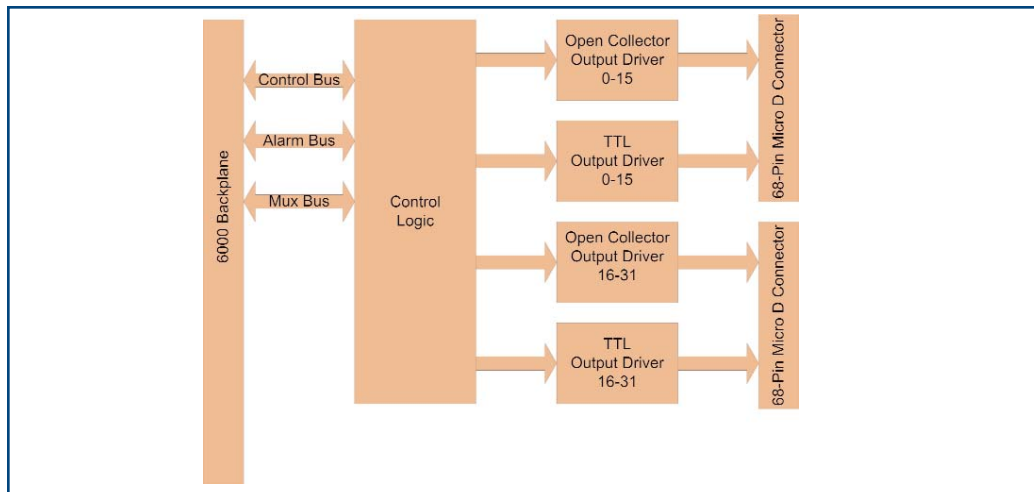 6000 Backplane
Control Bus
Alarm Bus
Mux Bus
Control
Logic
Open Collector
Output Driver
0-15
TTL
Output Driver
0-15
Open Collector
Output Driver
16-31
TTL
Output Driver
16-31
68-Pin Micro D Connector
68-Pin Micro D Connector